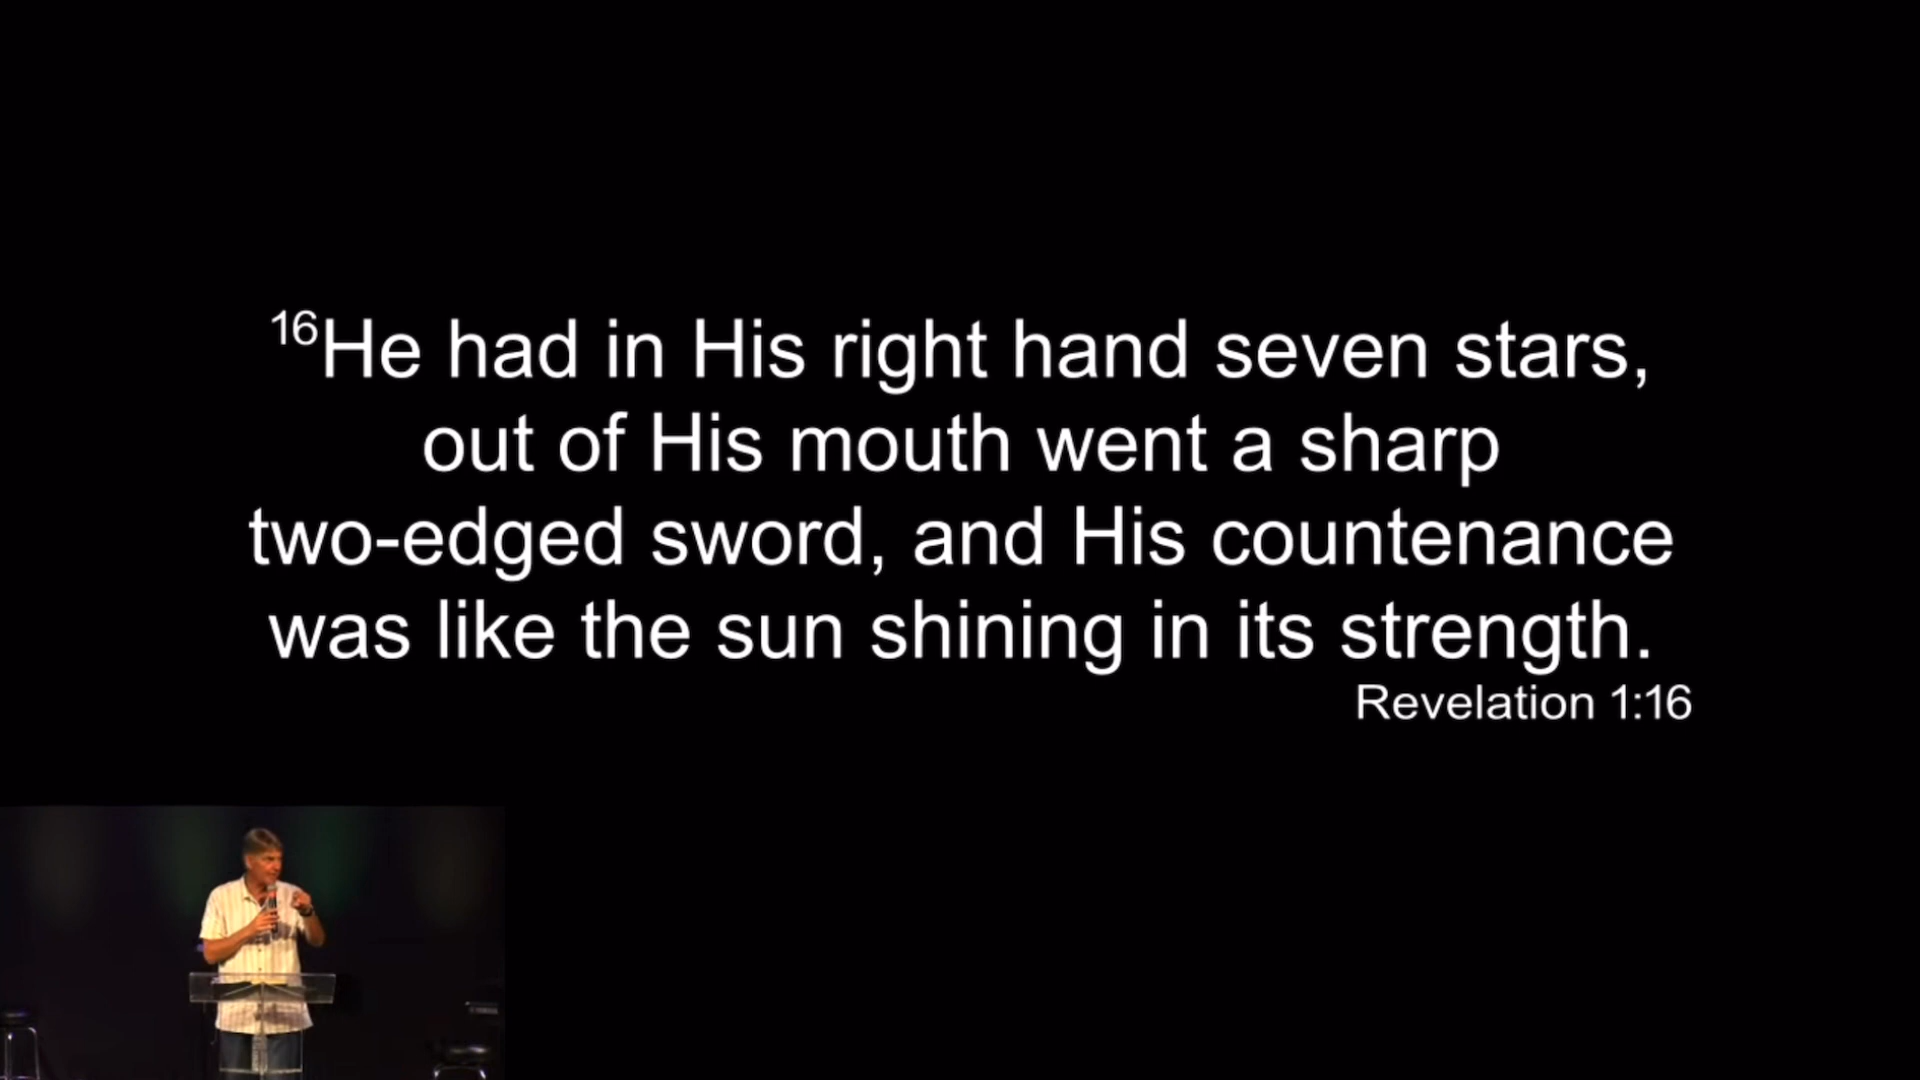 16He had in His right hand seven stars,
out of His mouth went a sharp
two-edged sword, and His countenance
was like the sun shining in its strength.
Revelation 1:16